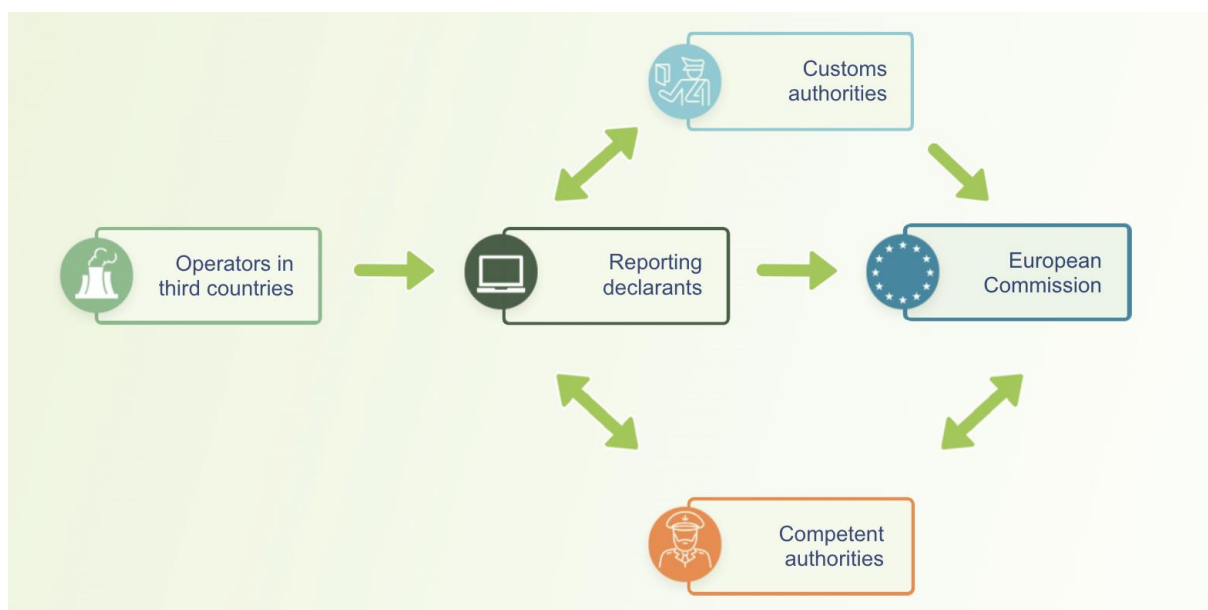 Customs
authorities
Operators in
third countries
Reporting
declarants
European
Commission
Competent
authorities